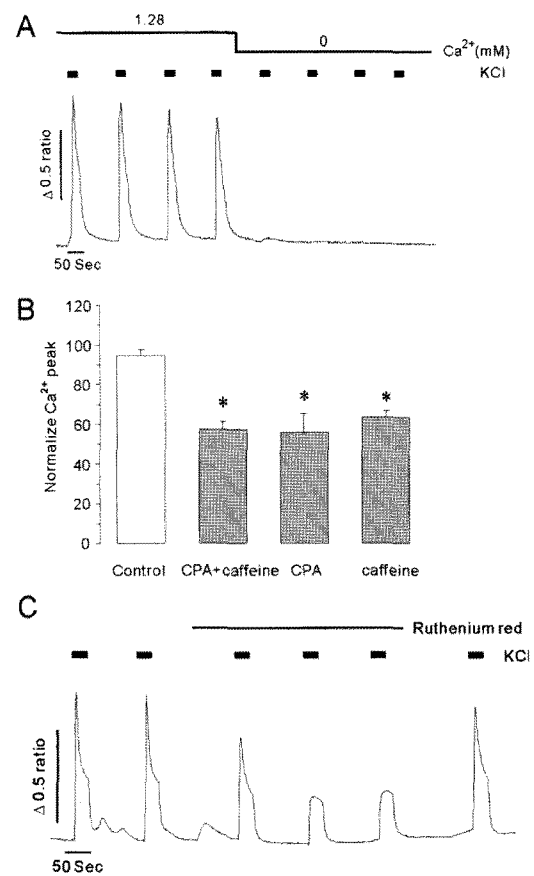 A
1.28
0
Ca²⁺(mM)
KCl
Δ 0.5 ratio
50 Sec
B
Normalize Ca²⁺ peak
120
100
80
60
40
20
0
* * *
Control CPA+caffeine CPA caffeine
C
Ruthenium red
KCl
Δ 0.5 ratio
50 Sec